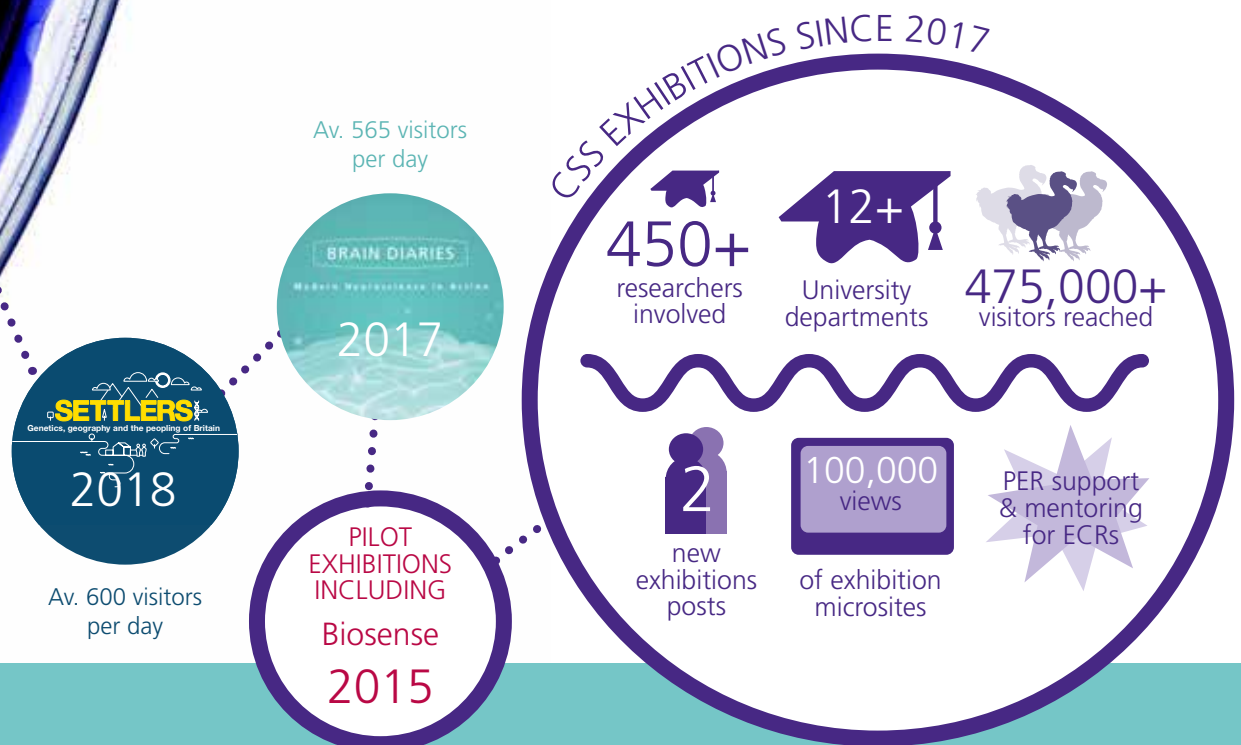 CSS EXHIBITIONS SINCE 2017
Av. 565 visitors
per day
BRAIN DIARIES
Modern Neuroscience in Action
2017
SETTLERS
Genetics, geography and the peopling of Britain
2018
Av. 600 visitors
per day
PILOT
EXHIBITIONS
INCLUDING
Biosense
2015
450+
researchers
involved
12+
University
departments
475,000+
visitors reached
2
new
exhibitions
posts
100,000
views
of exhibition
microsites
PER support
& mentoring
for ECRs